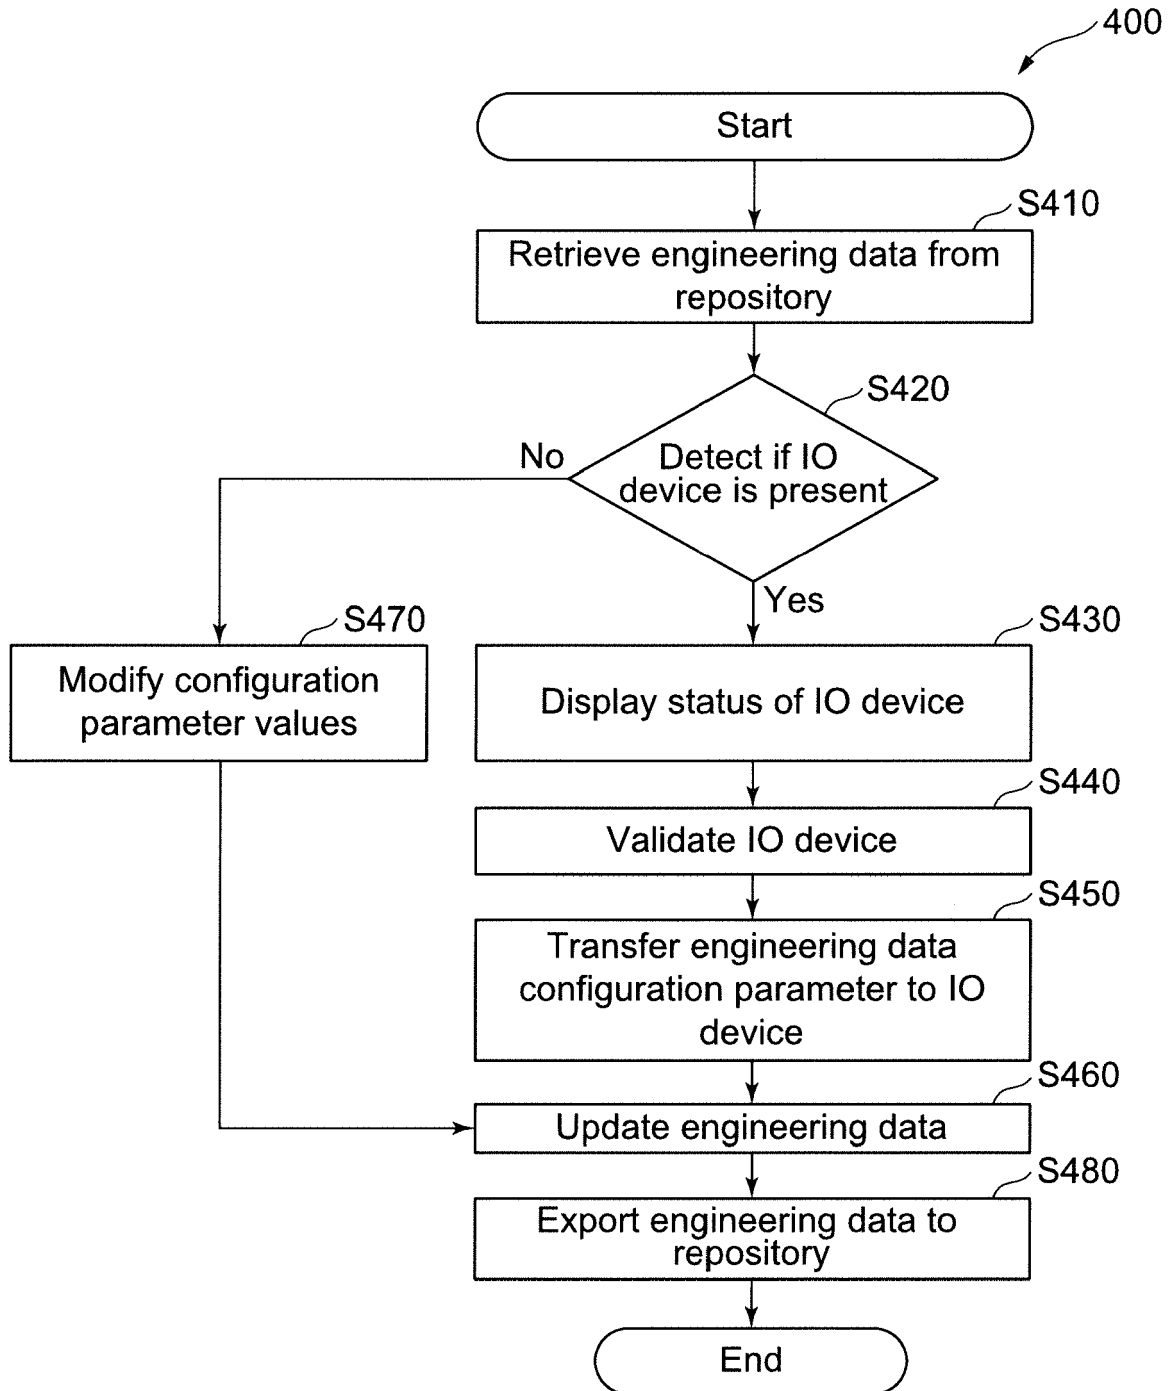 400
Start
S410
Retrieve engineering data from
repository
S420
Detect if IO
device is present
No
Yes
S470
Modify configuration
parameter values
S430
Display status of IO device
S440
Validate IO device
S450
Transfer engineering data
configuration parameter to IO
device
S460
Update engineering data
S480
Export engineering data to
repository
End